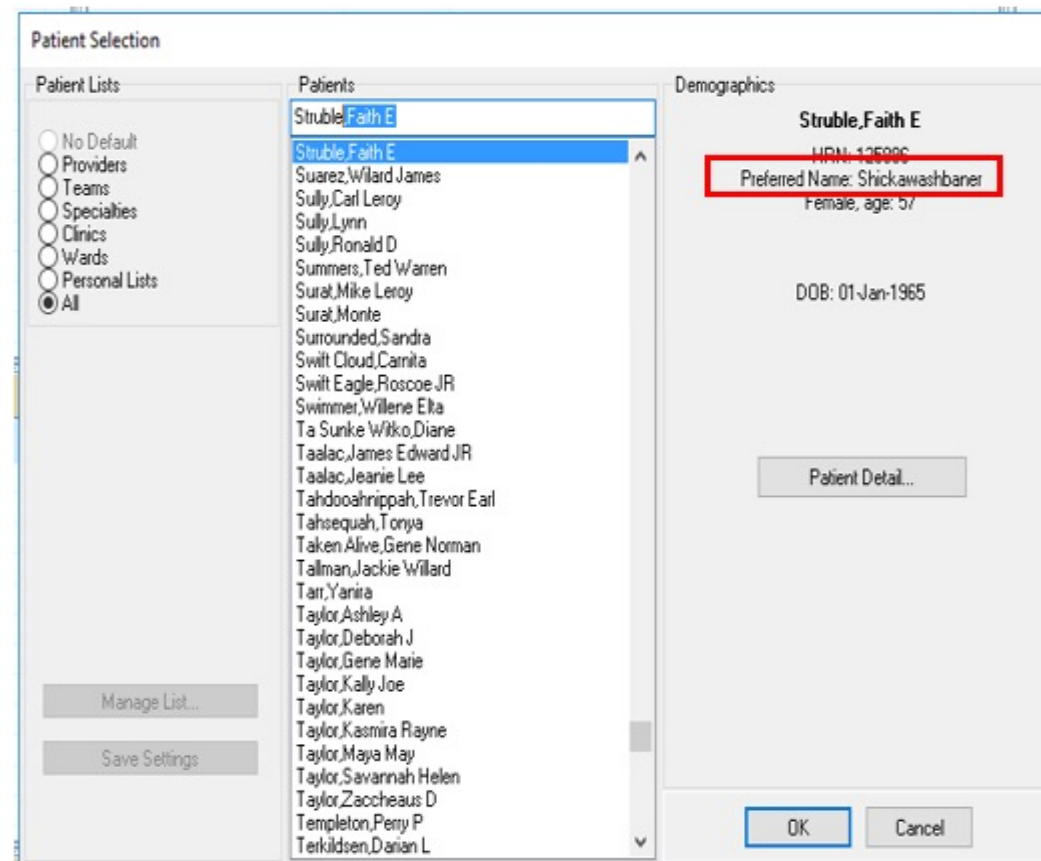 Patient Selection
Patient Lists
No Default
Providers
Teams
Specialties
Clinics
Wards
Personal Lists
All
Manage List...
Save Settings
Patients
Struble,Faith E
Struble,Faith E
Suarez,Wilard James
Sully,Carl Leroy
Sully,Lynn
Sully,Ronald D
Summers,Ted Warren
Surat,Mike Leroy
Surat,Monte
Surrounded,Sandra
Swift Cloud,Carnita
Swift Eagle,Roscoe JR
Swimmer,Willene Elta
Ta Sunke Witko,Diane
Taalac,James Edward JR
Taalac,Jeanie Lee
Tahdooahnippah,Trevor Earl
Tahsequah,Tonya
Taken Alive,Gene Norman
Tallman,Jackie Willard
Tarr,Yanira
Taylor,Ashley A
Taylor,Deborah J
Taylor,Gene Marie
Taylor,Kally Joe
Taylor,Karen
Taylor,Kasmira Rayne
Taylor,Maya May
Taylor,Savannah Helen
Taylor,Zaccheaus D
Templeton,Perry P
Terkildsen,Darian L
Demographics
Struble,Faith E
HRN:
Preferred Name: Shickawashbaner
Female, age: 57
DOB: 01-Jan-1965
Patient Detail...
OK
Cancel